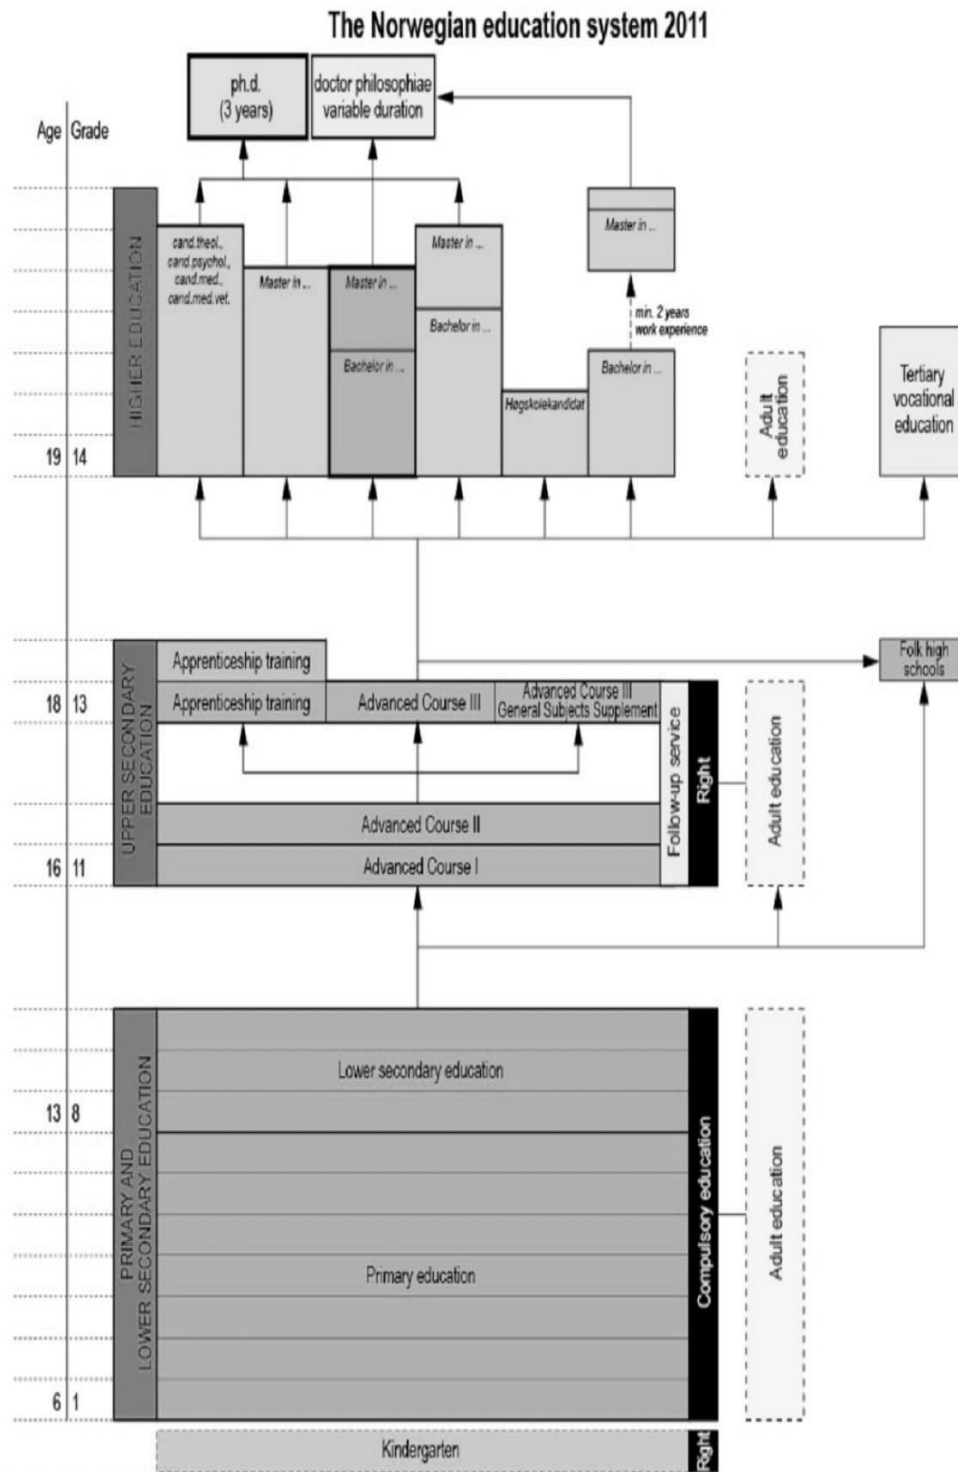 The Norwegian education system 2011
ph.d.
(3 years)
doctor philosophiae
variable duration
Age Grade
HIGHER EDUCATION
cand.theol.,
cand.psychol.,
cand.med.,
cand.med.vet.
Master in ...
Master in ...
Bachelor in ...
Master in ...
Bachelor in ...
Høgskolekandidat
Master in ...
min. 2 years
work experience
Bachelor in ...
Adult
education
Tertiary
vocational
education
19 14
UPPER SECONDARY
EDUCATION
Apprenticeship training
Apprenticeship training
Advanced Course III
Advanced Course III
General Subjects Supplement
Folk high
schools
18 13
Follow-up service
Right
Adult education
Advanced Course II
Advanced Course I
16 11
PRIMARY AND
LOWER SECONDARY EDUCATION
Lower secondary education
13 8
Compulsory education
Adult education
Primary education
6 1
Kindergarten
Right